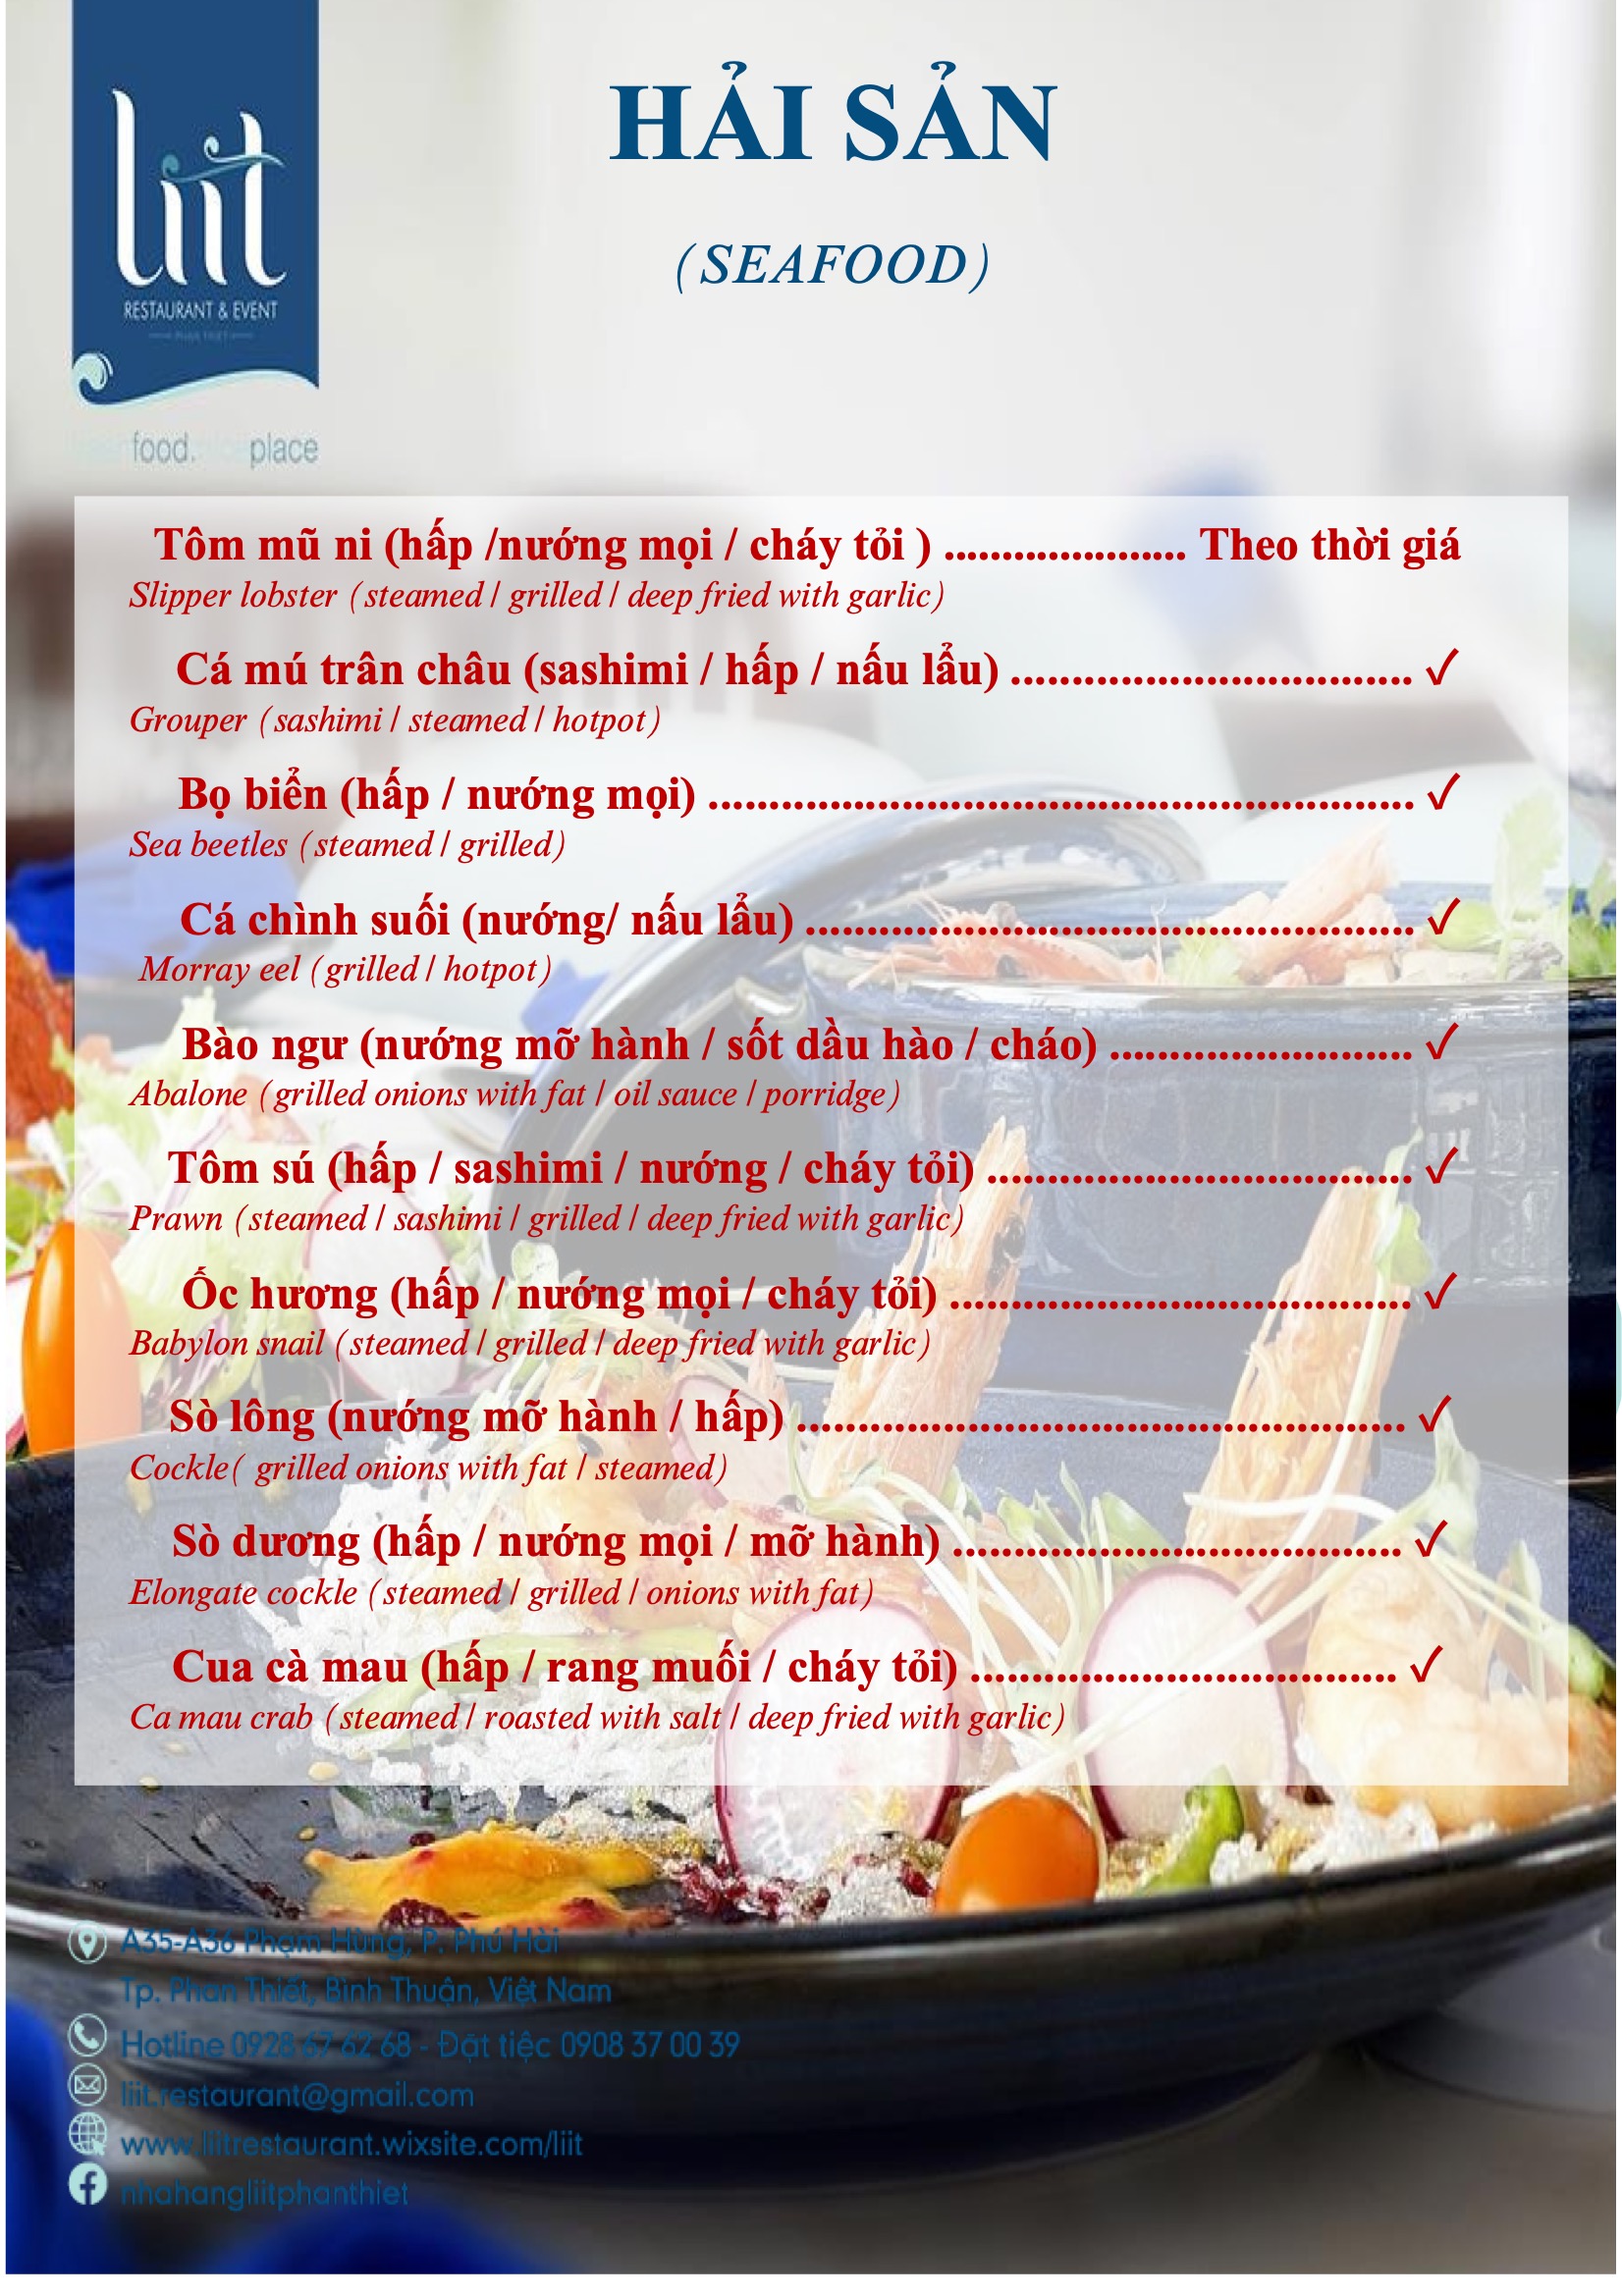 liit
RESTAURANT & EVENT
PHAN THIET
food. place
HẢI SẢN
(SEAFOOD)
Tôm mũ ni (hấp /nướng mọi / cháy tỏi ) ..................... Theo thời giá
Slipper lobster (steamed / grilled / deep fried with garlic)
Cá mú trân châu (sashimi / hấp / nấu lẩu) ................................. ✓
Grouper (sashimi / steamed / hotpot)
Bọ biển (hấp / nướng mọi) .......................................................... ✓
Sea beetles (steamed / grilled)
Cá chình suối (nướng/ nấu lẩu) .................................................. ✓
Morray eel (grilled / hotpot)
Bào ngư (nướng mỡ hành / sốt dầu hào / cháo) ......................... ✓
Abalone (grilled onions with fat / oil sauce / porridge)
Tôm sú (hấp / sashimi / nướng / cháy tỏi) ................................... ✓
Prawn (steamed / sashimi / grilled / deep fried with garlic)
Ốc hương (hấp / nướng mọi / cháy tỏi) ...................................... ✓
Babylon snail (steamed / grilled / deep fried with garlic)
Sò lông (nướng mỡ hành / hấp) .................................................. ✓
Cockle( grilled onions with fat / steamed)
Sò dương (hấp / nướng mọi / mỡ hành) ..................................... ✓
Elongate cockle (steamed / grilled / onions with fat)
Cua cà mau (hấp / rang muối / cháy tỏi) ................................... ✓
Ca mau crab (steamed / roasted with salt / deep fried with garlic)
A35-A36 Phạm Hùng, P. Phú Hài
Tp. Phan Thiết, Bình Thuận, Việt Nam
Hotline 0928 67 62 68 - Đặt tiệc 0908 37 00 39
liit.restaurant@gmail.com
www.liitrestaurant.wixsite.com/liit
nhahangliitphanthiet